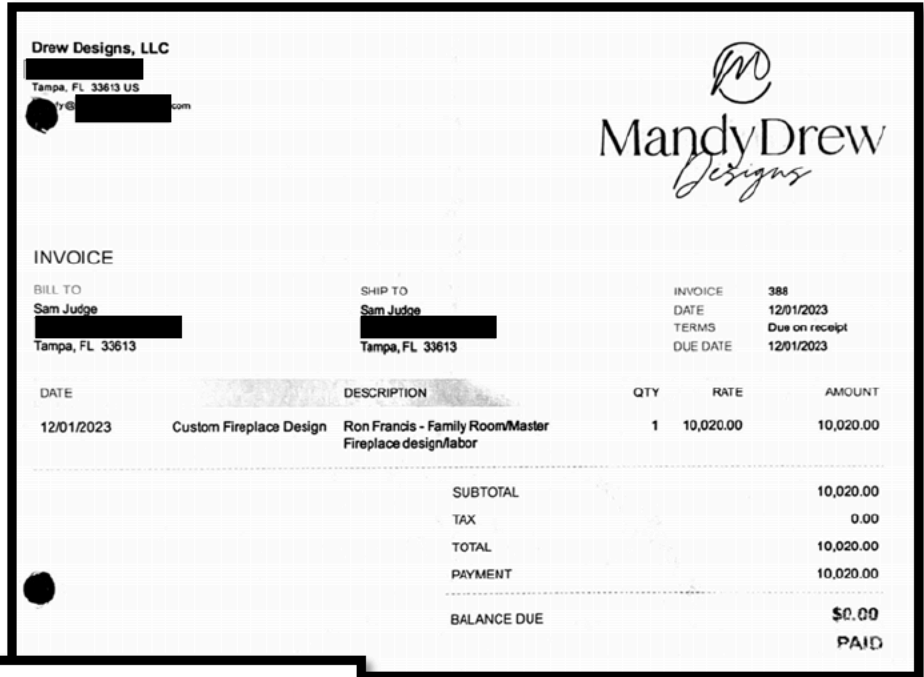 Drew Designs, LLC
Tampa, FL 33613 US
com
MandyDrew
Designs
INVOICE
BILL TO
Sam Judge
Tampa, FL 33613
SHIP TO
Sam Judge
Tampa, FL 33613
INVOICE 388
DATE 12/01/2023
TERMS Due on receipt
DUE DATE 12/01/2023
DATE DESCRIPTION QTY RATE AMOUNT
12/01/2023 Custom Fireplace Design Ron Francis - Family Room/Master 1 10,020.00 10,020.00
Fireplace design/labor
SUBTOTAL 10,020.00
TAX 0.00
TOTAL 10,020.00
PAYMENT 10,020.00
BALANCE DUE $0.00
PAID